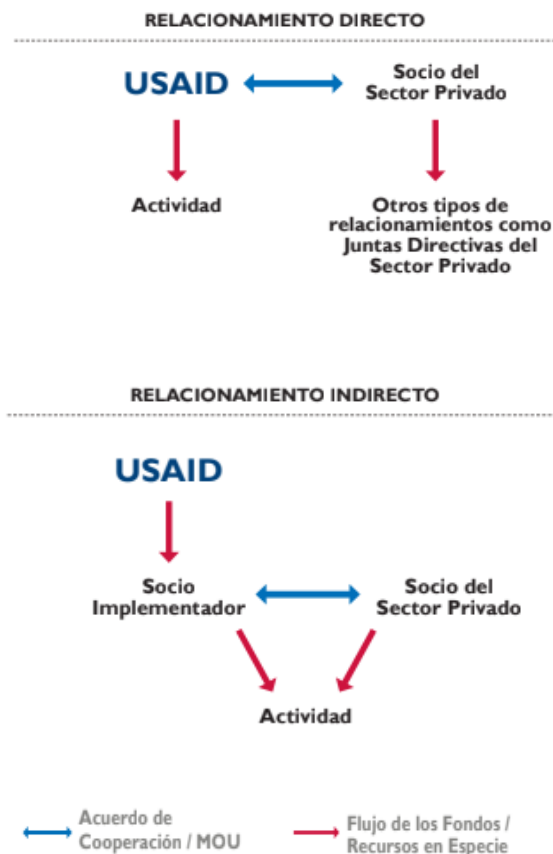 RELACIONAMIENTO DIRECTO
USAID
Socio del
Sector Privado
Actividad
Otros tipos de
relacionamientos como
Juntas Directivas del
Sector Privado
RELACIONAMIENTO INDIRECTO
USAID
Socio
Implementador
Socio del
Sector Privado
Actividad
Acuerdo de
Cooperación / MOU
Flujo de los Fondos /
Recursos en Especie